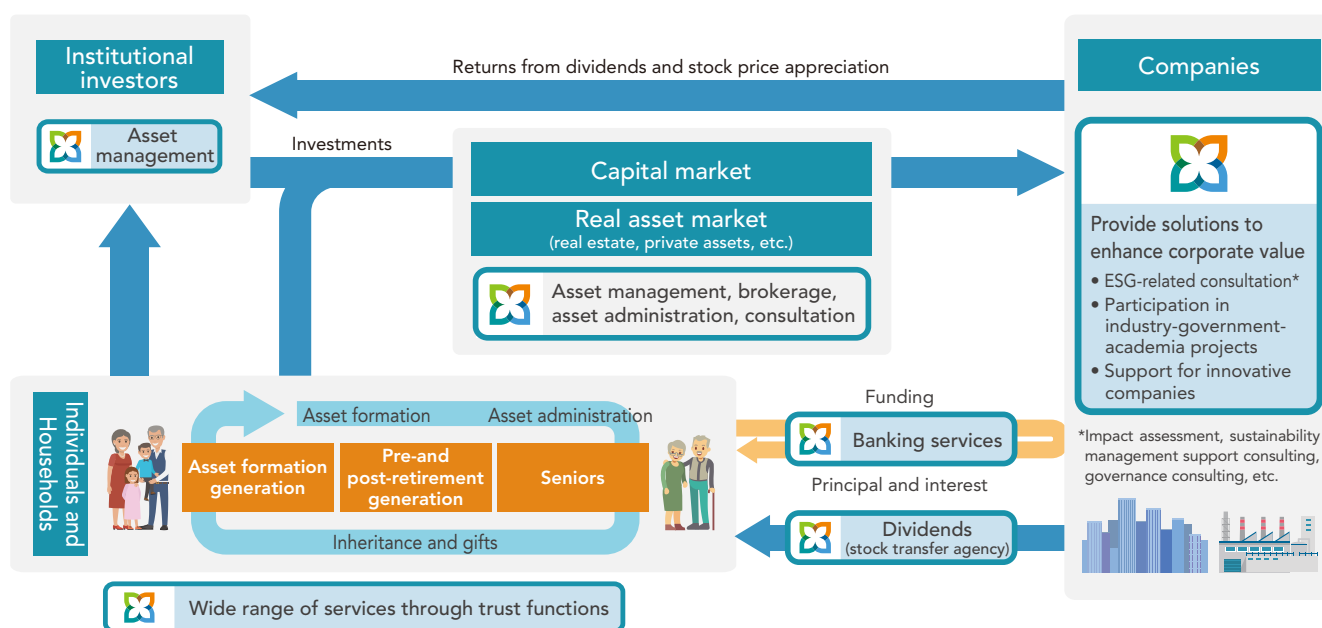 Institutional
investors
Asset
management
Returns from dividends and stock price appreciation
Investments
Capital market
Real asset market
(real estate, private assets, etc.)
Asset management, brokerage,
asset administration, consultation
Companies
Provide solutions to
enhance corporate value
• ESG-related consultation*
• Participation in
industry-government-
academia projects
• Support for innovative
companies
*Impact assessment, sustainability
management support consulting,
governance consulting, etc.
Individuals and
Households
Asset formation
Asset administration
Asset formation
generation
Pre-and
post-retirement
generation
Seniors
Inheritance and gifts
Funding
Banking services
Principal and interest
Dividends
(stock transfer agency)
Wide range of services through trust functions